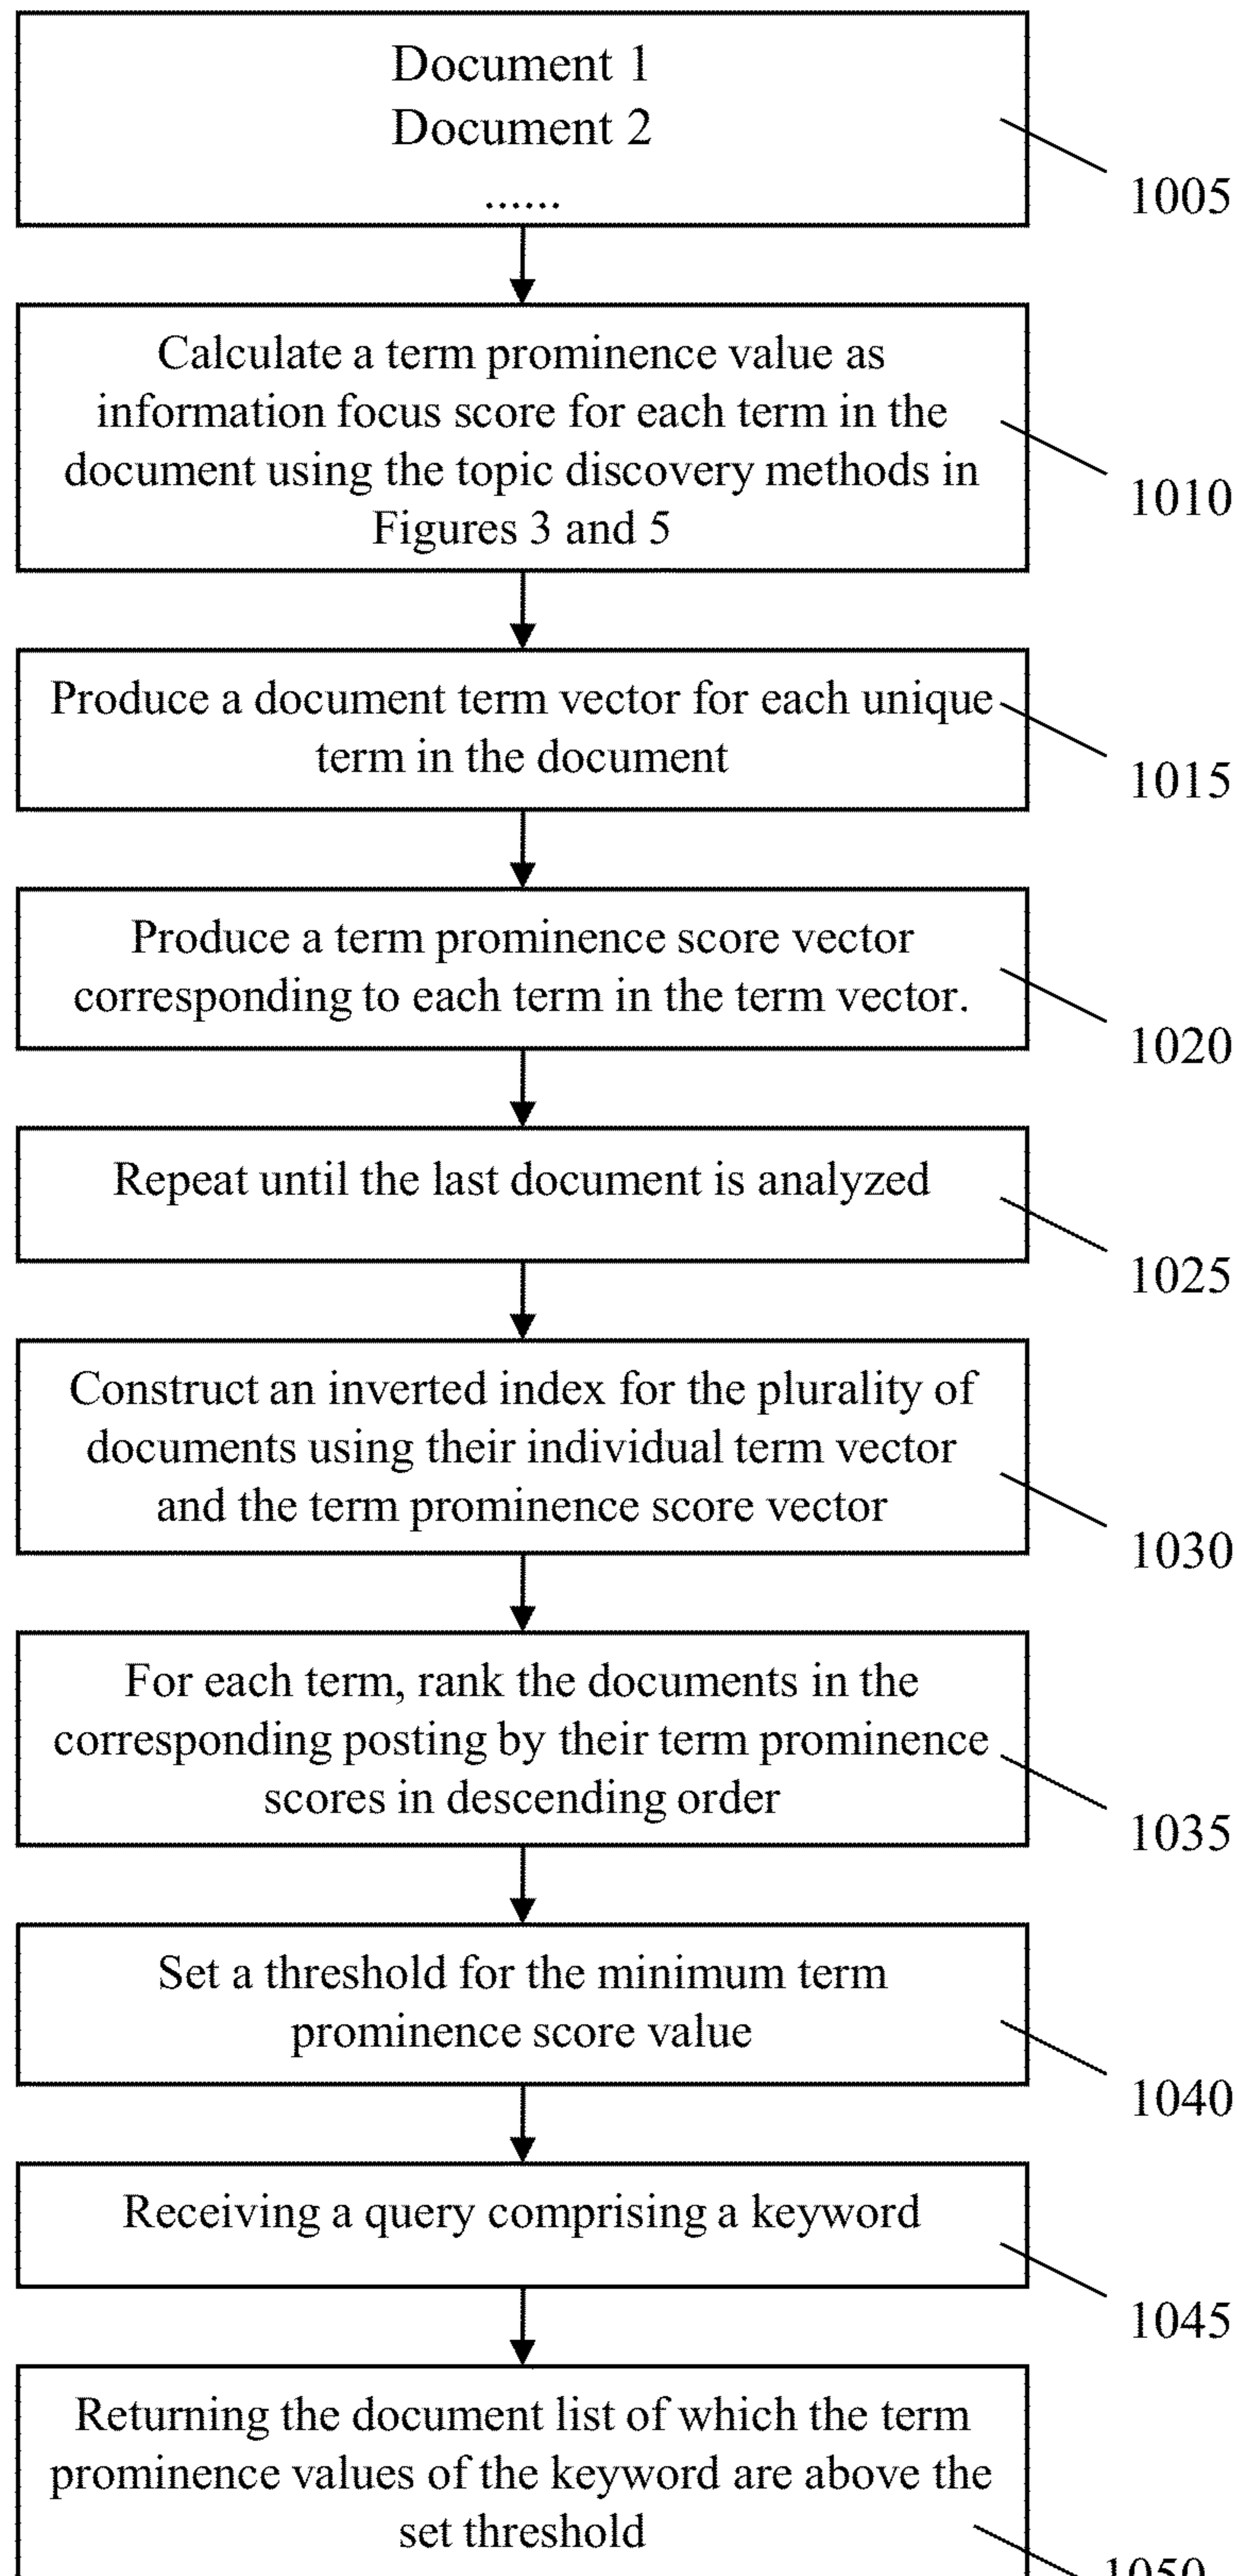 Document 1
Document 2
......
1005
Calculate a term prominence value as
information focus score for each term in the
document using the topic discovery methods in
Figures 3 and 5
1010
Produce a document term vector for each unique
term in the document
1015
Produce a term prominence score vector
corresponding to each term in the term vector.
1020
Repeat until the last document is analyzed
1025
Construct an inverted index for the plurality of
documents using their individual term vector
and the term prominence score vector
1030
For each term, rank the documents in the
corresponding posting by their term prominence
scores in descending order
1035
Set a threshold for the minimum term
prominence score value
1040
Receiving a query comprising a keyword
1045
Returning the document list of which the term
prominence values of the keyword are above the
set threshold
1050